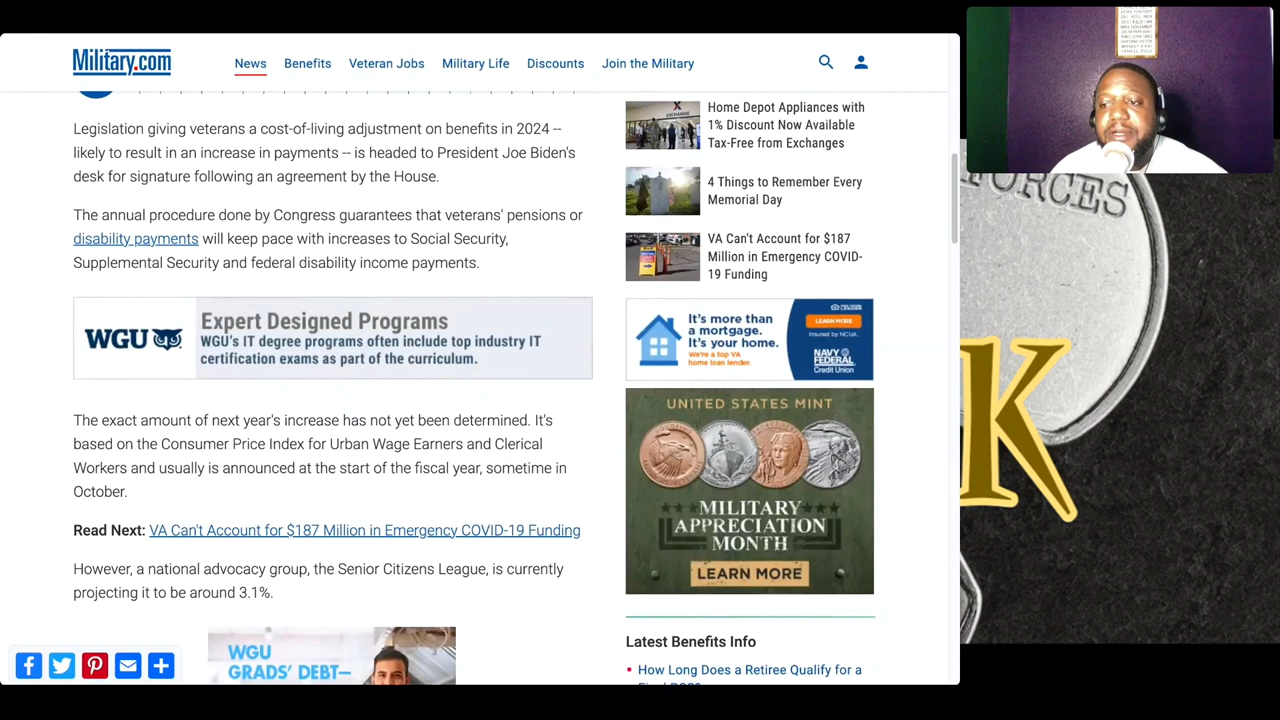 Military.com
News
Benefits
Veteran Jobs
Military Life
Discounts
Join the Military
Legislation giving veterans a cost-of-living adjustment on benefits in 2024 --
likely to result in an increase in payments -- is headed to President Joe Biden's
desk for signature following an agreement by the House.
The annual procedure done by Congress guarantees that veterans' pensions or
disability payments will keep pace with increases to Social Security,
Supplemental Security and federal disability income payments.
WGU
Expert Designed Programs
WGU's IT degree programs often include top industry IT
certification exams as part of the curriculum.
The exact amount of next year's increase has not yet been determined. It's
based on the Consumer Price Index for Urban Wage Earners and Clerical
Workers and usually is announced at the start of the fiscal year, sometime in
October.
Read Next: VA Can't Account for $187 Million in Emergency COVID-19 Funding
However, a national advocacy group, the Senior Citizens League, is currently
projecting it to be around 3.1%.
WGU
GRADS' DEBT—
EXCHANGE
Home Depot Appliances with
1% Discount Now Available
Tax-Free from Exchanges
4 Things to Remember Every
Memorial Day
VA Can't Account for $187
Million in Emergency COVID-
19 Funding
It's more than
a mortgage.
It's your home.
We're a top VA
home loan lender.
LEARN MORE
Insured by NCUA.
NAVY
FEDERAL
Credit Union
UNITED STATES MINT
MILITARY
APPRECIATION
MONTH
LEARN MORE
Latest Benefits Info
How Long Does a Retiree Qualify for a
FORCES
K